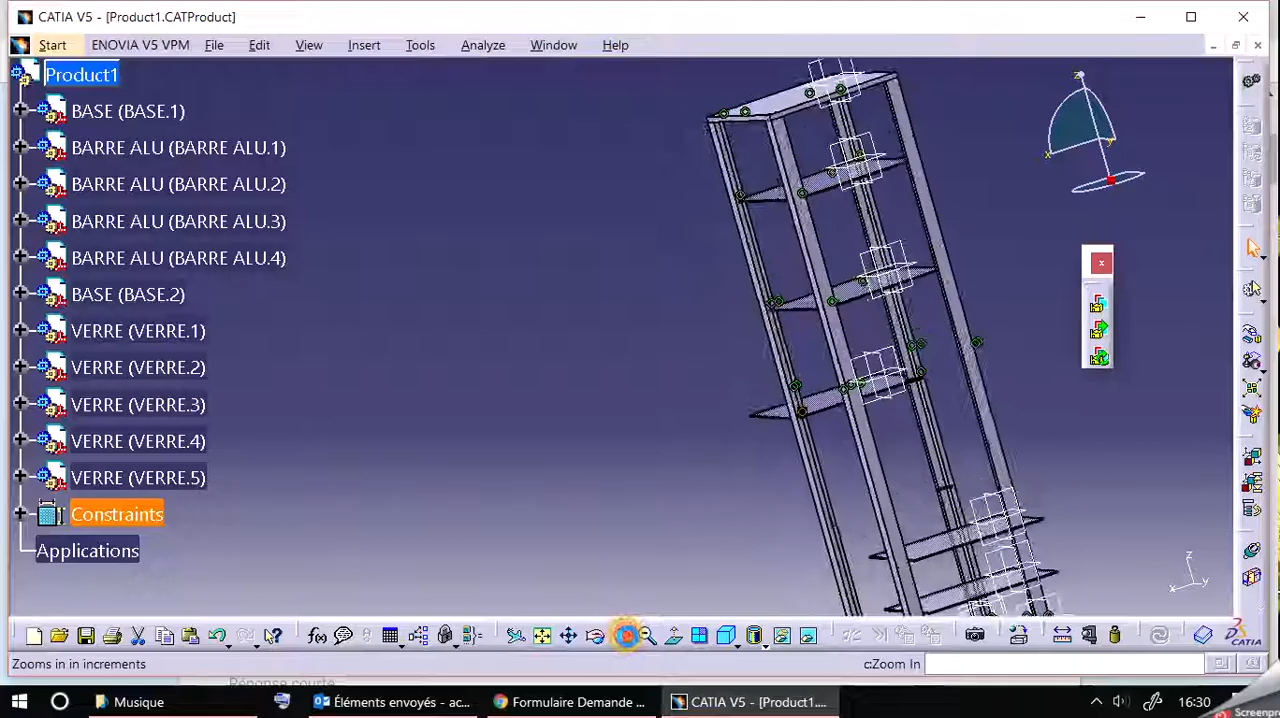 CATIA V5 - [Product1.CATProduct]
Start ENOVIA V5 VPM File Edit View Insert Tools Analyze Window Help
Product1
BASE (BASE.1)
BARRE ALU (BARRE ALU.1)
BARRE ALU (BARRE ALU.2)
BARRE ALU (BARRE ALU.3)
BARRE ALU (BARRE ALU.4)
BASE (BASE.2)
VERRE (VERRE.1)
VERRE (VERRE.2)
VERRE (VERRE.3)
VERRE (VERRE.4)
VERRE (VERRE.5)
Constraints
Applications
z
x
y
z
x y
f(x)
CATIA
Zooms in in increments
c:Zoom In
Réponse courte
Musique
Éléments envoyés - ac...
Formulaire Demande ...
CATIA V5 - [Product1....
16:30